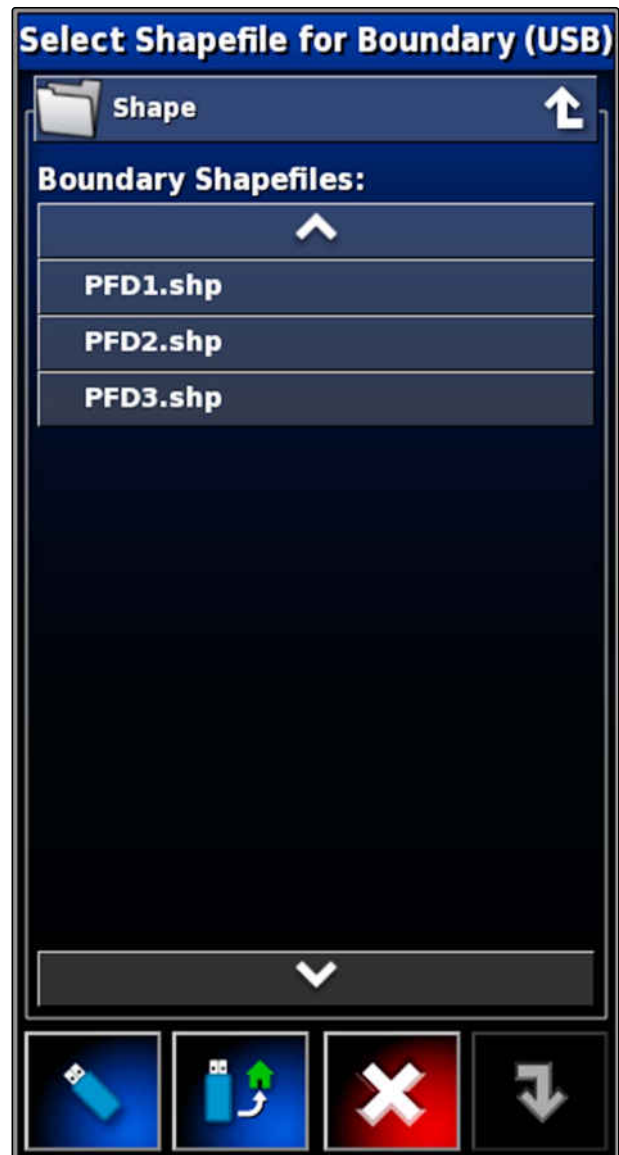 Select Shapefile for Boundary (USB)
Shape
Boundary Shapefiles:
PFD1.shp
PFD2.shp
PFD3.shp